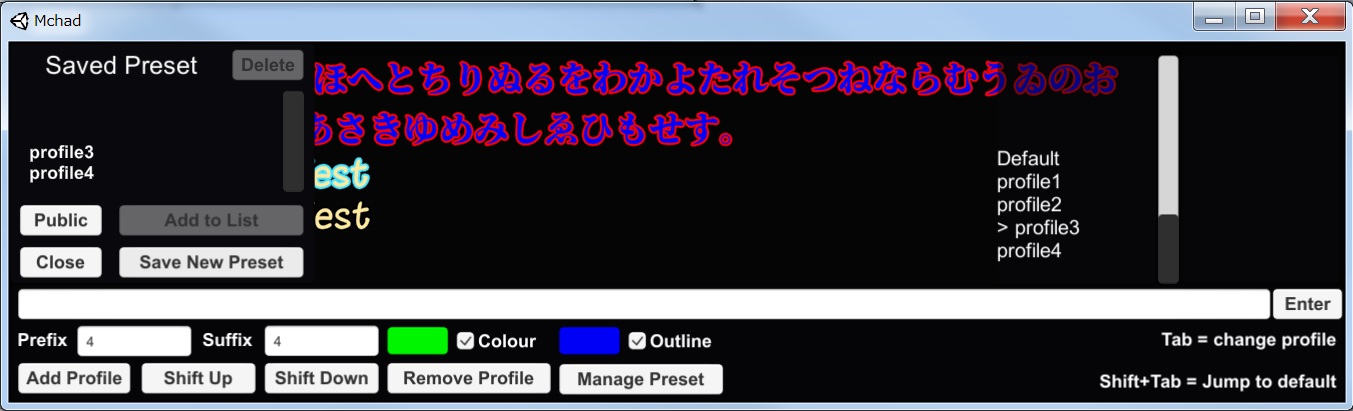 Mchad
Saved Preset
Delete
ほへとちりぬるをわかよたれそつねならむうゐのお
あさきゆめみしゑひもせす。
est
est
profile3
profile4
Default
profile1
profile2
> profile3
profile4
Public
Add to List
Close
Save New Preset
Enter
Prefix
4
Suffix
4
Colour
Outline
Tab = change profile
Add Profile
Shift Up
Shift Down
Remove Profile
Manage Preset
Shift+Tab = Jump to default